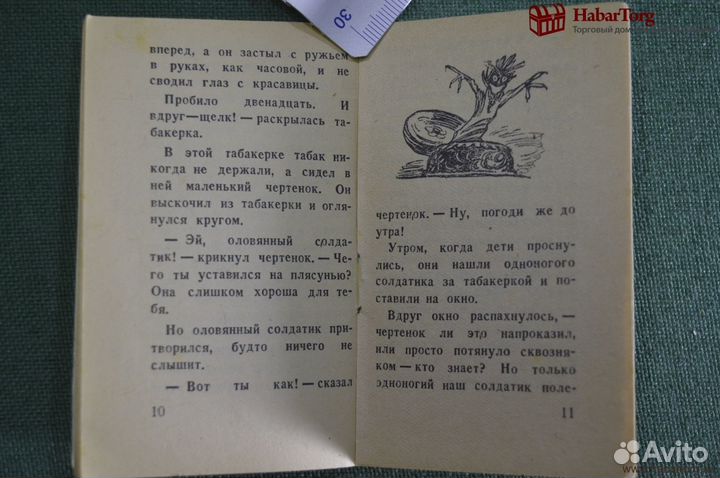 вперед, а он застыл с ружьем
в руках, как часовой, и не
сводил глаз с красавицы.
Пробило двенадцать. И
вдруг—щелк! — раскрылась та-
бакерка.
В этой табакерке табак ни-
когда не держали, а сидел в
ней маленький чертенок. Он
выскочил из табакерки и огля-
нулся кругом.
— Эй, оловянный солда-
тик! — крикнул чертенок. — Че-
го ты уставился на плясунью?
Она слишком хороша для те-
бя.
Но оловянный солдатик при-
творился, будто ничего не
слышит.
— Вот ты как! — сказал
10
30
чертенок. — Ну, погоди же до
утра!
Утром, когда дети просну-
лись, они нашли одноногого
солдатика за табакеркой и по-
ставили на окно.
Вдруг окно распахнулось, —
чертенок ли это напроказил,
или просто потянуло сквозня-
ком — кто знает? Но только
одноногий наш солдатик поле-
11
HabarTorg
Avito